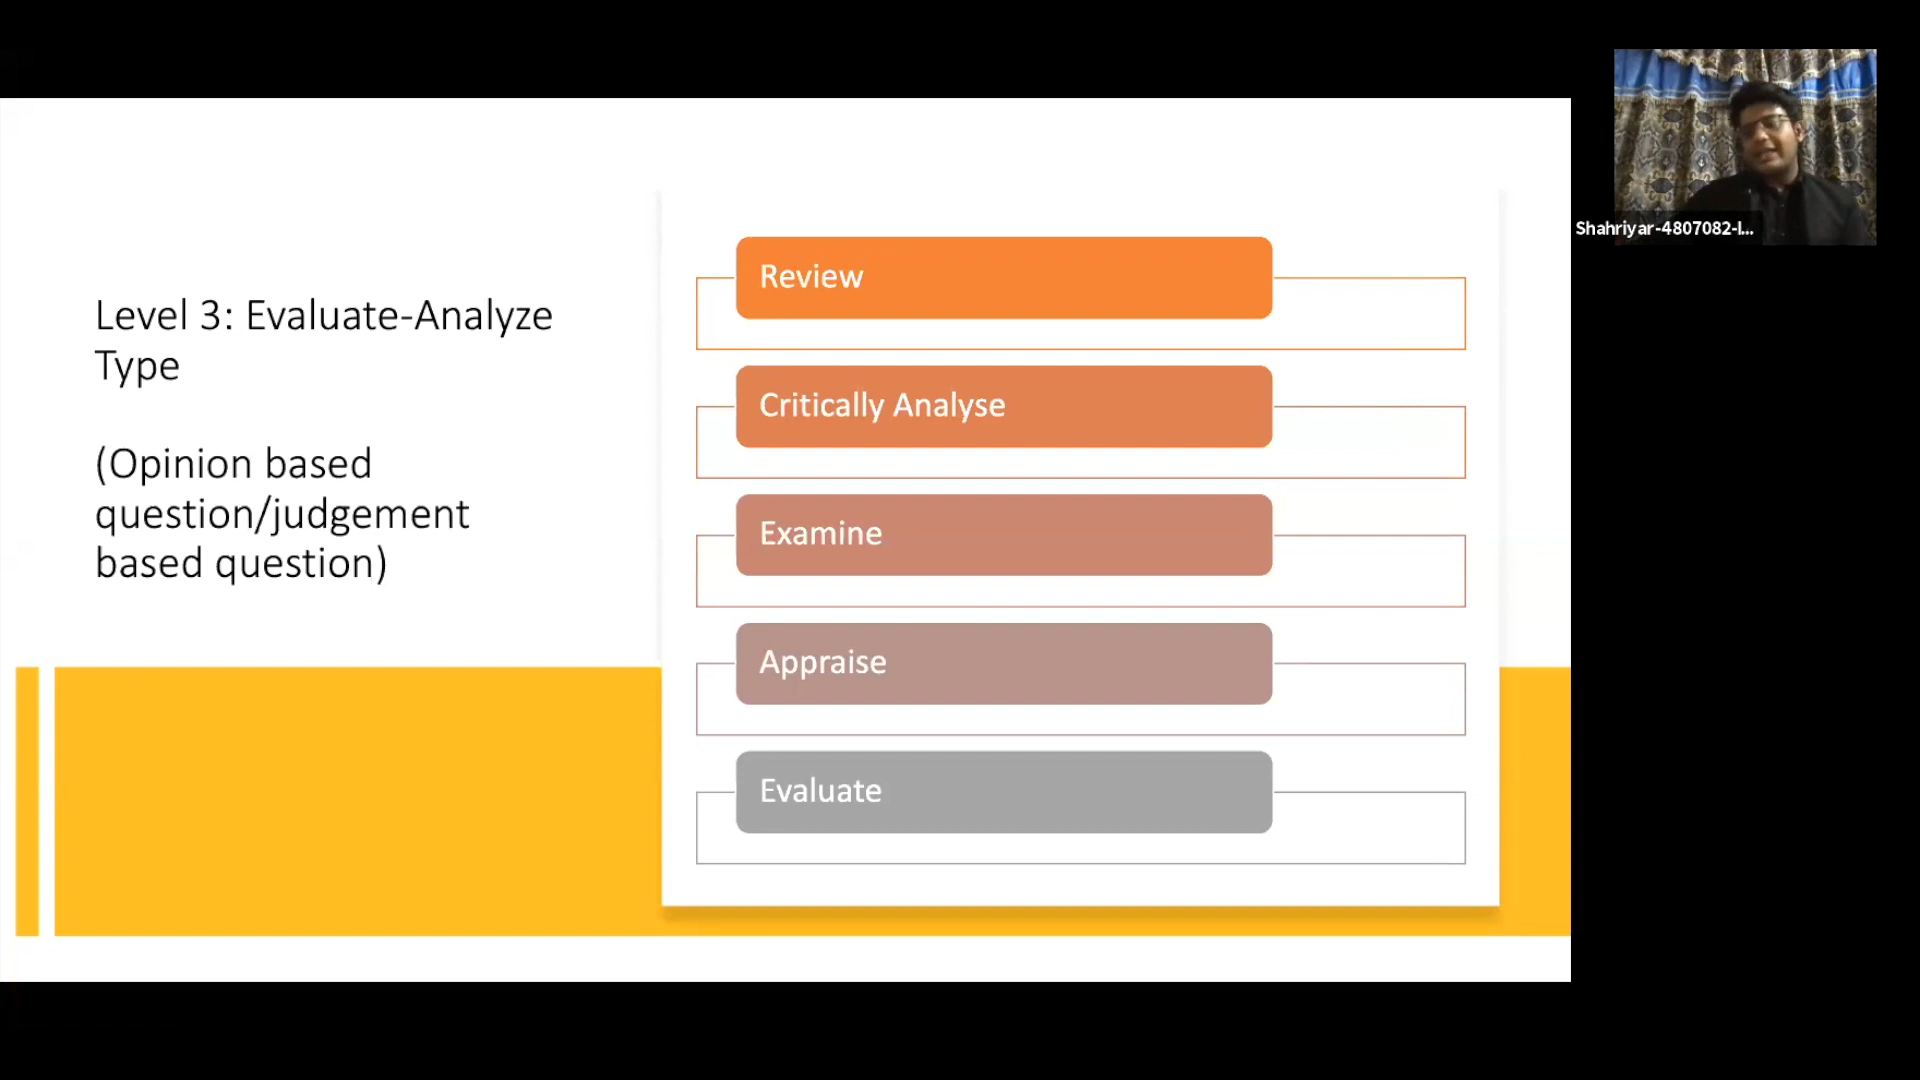 Level 3: Evaluate-Analyze
Type
(Opinion based
question/judgement
based question)
Review
Critically Analyse
Examine
Appraise
Evaluate
Shahriyar-4807082-I...